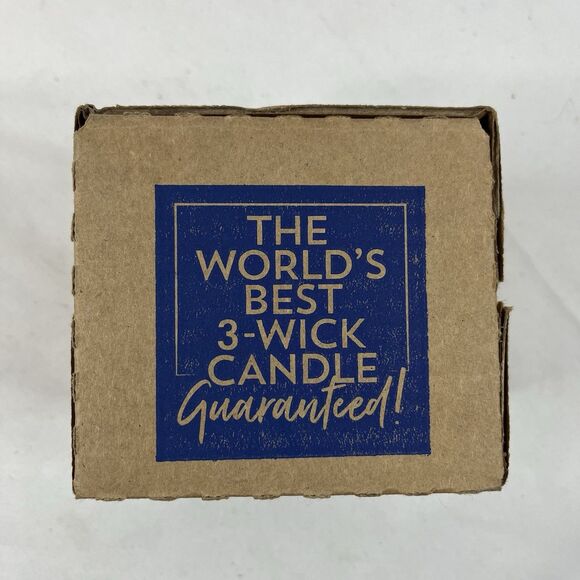 THE
WORLD'S
BEST
3-WICK
CANDLE
Guaranteed!